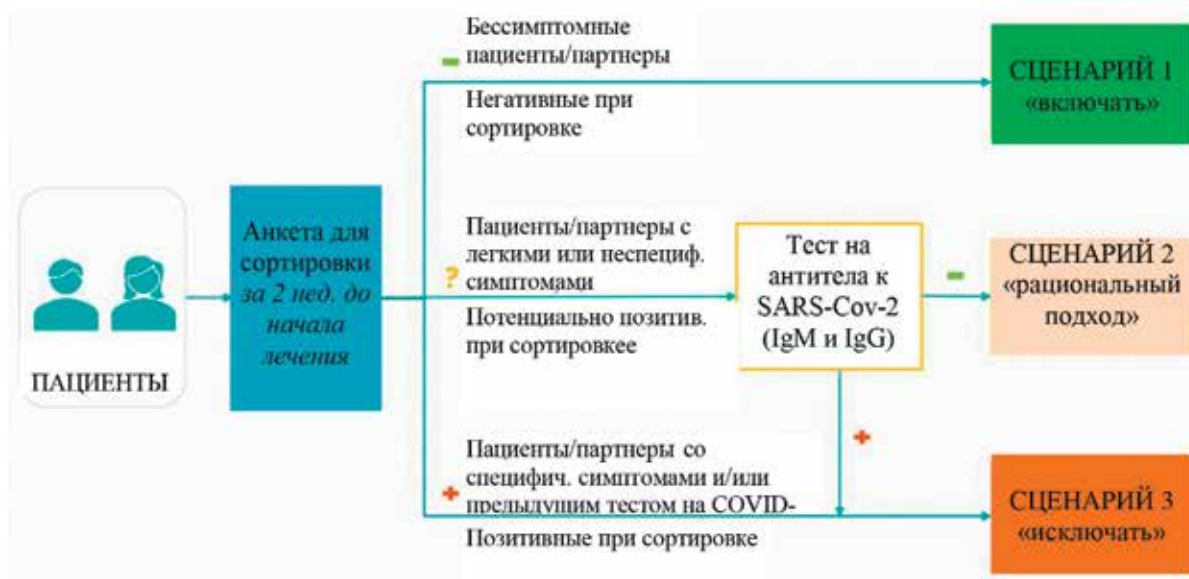 Бессимптомные
пациенты/партнеры
Негативные при
сортировке
СЦЕНАРИЙ 1
«включать»
ПАЦИЕНТЫ
Анкета для
сортировки
за 2 нед. до
начала
лечения
Пациенты/партнеры с
легкими или неспециф.
симптомами
Потенциально позитив.
при сортировкее
Тест на
антитела к
SARS-Cov-2
(IgM и IgG)
СЦЕНАРИЙ 2
«рациональный
подход»
Пациенты/партнеры со
специфич. симптомами и/или
предыдущим тестом на COVID-
Позитивные при сортировке
СЦЕНАРИЙ 3
«исключать»